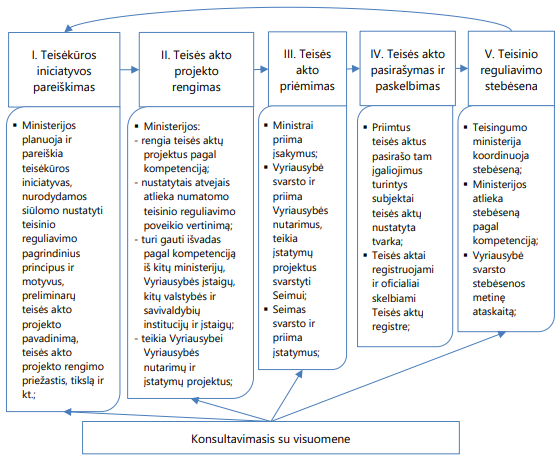 I. Teisėkūros
iniciatyvos
pareiškimas
▪ Ministerijos
planuoja ir
pareiškia
teisėkūros
iniciatyvas,
nurodydamos
siūlomo nustatyti
teisinio
reguliavimo
pagrindinius
principus ir
motyvus,
preliminarų
teisės akto
projekto
pavadinimą,
teisės akto
projekto rengimo
priežastis, tikslą ir
kt.;
II. Teisės akto
projekto
rengimas
▪ Ministerijos:
- rengia teisės aktų
projektus pagal
kompetenciją;
- nustatytais atvejais
atlieka numatomo
teisinio reguliavimo
poveikio vertinimą;
- turi gauti išvadas
pagal kompetenciją
iš kitų ministerijų,
Vyriausybės įstaigų,
kitų valstybės ir
savivaldybių
institucijų ir įstaigų;
- teikia Vyriausybei
Vyriausybės
nutarimų ir
įstatymų projektus;
III. Teisės
akto
priėmimas
▪ Ministrai
priima
įsakymus;
▪ Vyriausybė
svarsto ir
priima
Vyriausybės
nutarimus,
teikia
įstatymų
projektus
svarstyti
Seimui;
▪ Seimas
svarsto ir
priima
įstatymus;
IV. Teisės akto
pasirašymas ir
paskelbimas
▪ Priimtus
teisės aktus
pasirašo tam
įgaliojimus
turintys
subjektai
teisės aktų
nustatyta
tvarka;
▪ Teisės aktai
registruojami
ir oficialiai
skelbiami
Teisės aktų
registre;
V. Teisinio
reguliavimo
stebėsena
▪ Teisingumo
ministerija
koordinuoja
stebėseną;
▪ Ministerijos
atlieka
stebėseną
pagal
kompetenciją;
▪ Vyriausybė
svarsto
stebėsenos
metinę
ataskaitą;
Konsultavimasis su visuomene